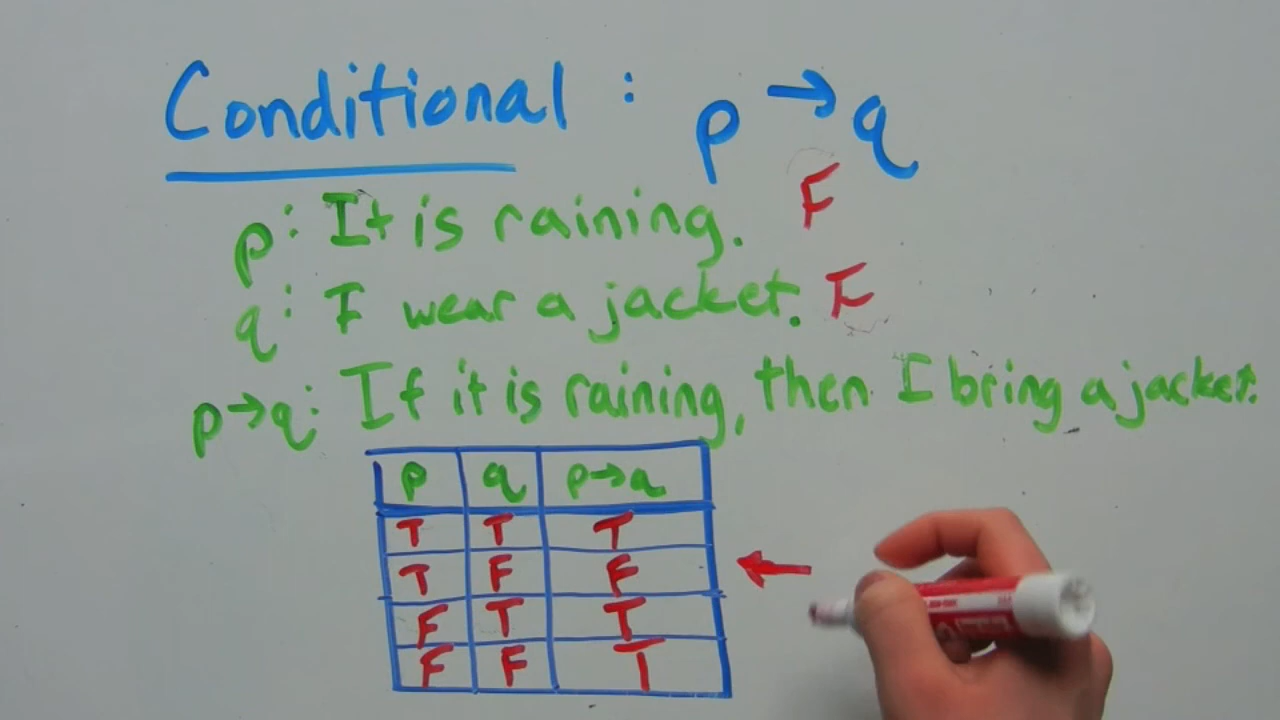 Conditional : p → q
p: It is raining. F
q: I wear a jacket. F
p→q: If it is raining, then I bring a jacket.
p q p→q
T T T
T F F
F T T
F F T